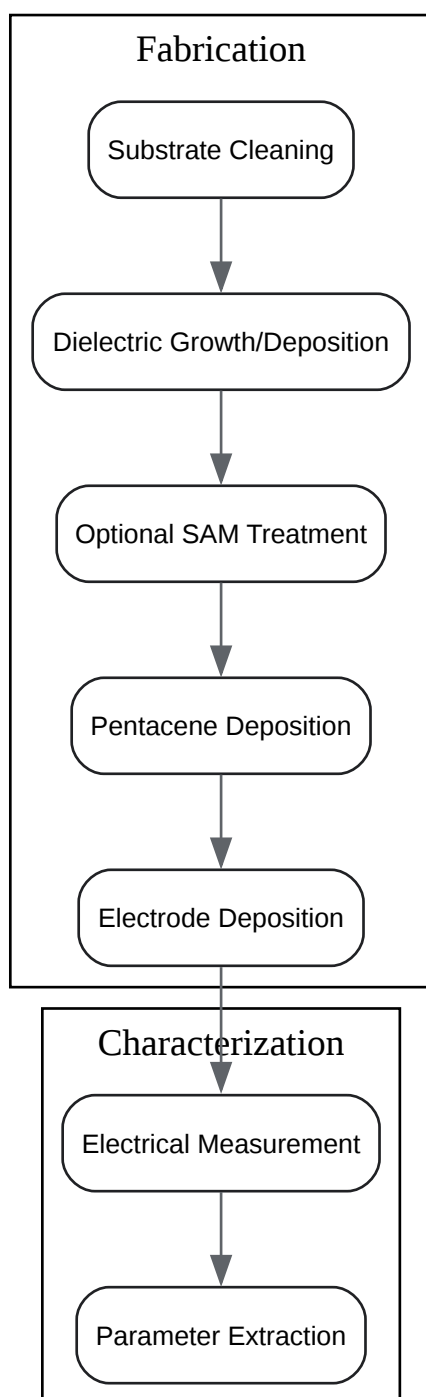 Fabrication
Substrate Cleaning
Dielectric Growth/Deposition
Optional SAM Treatment
Pentacene Deposition
Electrode Deposition
Characterization
Electrical Measurement
Parameter Extraction